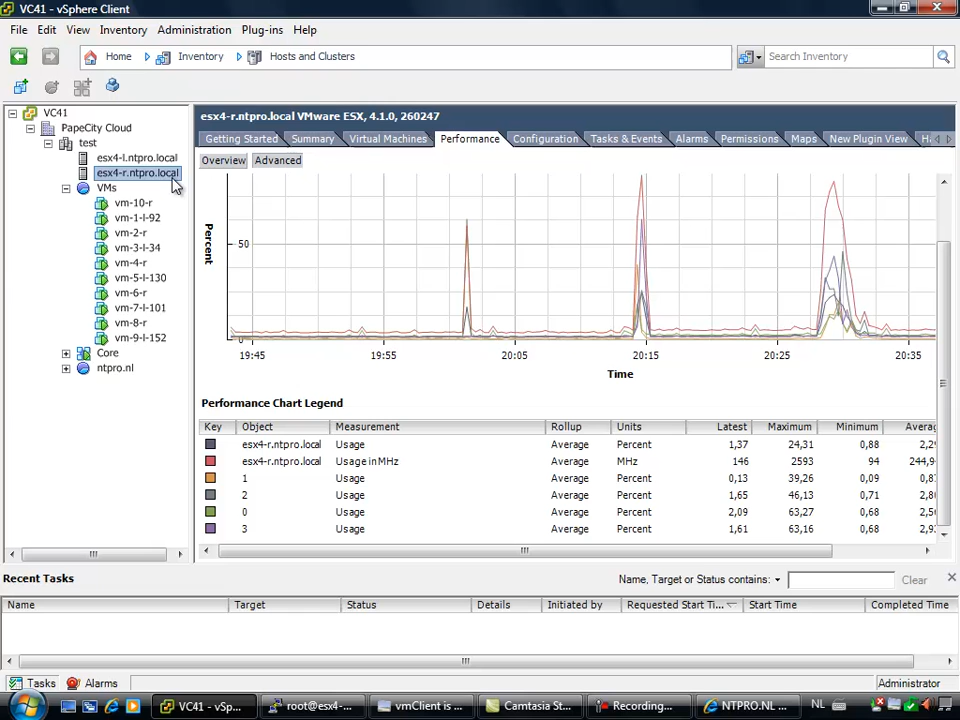 VC41 - vSphere Client
File Edit View Inventory Administration Plug-ins Help
Home Inventory Hosts and Clusters Search Inventory
VC41
PapeCity Cloud
test
esx4-l.ntpro.local
esx4-r.ntpro.local
VMs
vm-10-r
vm-1-l-92
vm-2-r
vm-3-l-34
vm-4-r
vm-5-l-130
vm-6-r
vm-7-l-101
vm-8-r
vm-9-l-152
Core
ntpro.nl
esx4-r.ntpro.local VMware ESX, 4.1.0, 260247
Getting Started Summary Virtual Machines Performance Configuration Tasks & Events Alarms Permissions Maps New Plugin View
Overview Advanced
Percent
50
0
19:45 19:55 20:05 20:15 20:25 20:35
Time
Performance Chart Legend
Key Object Measurement Rollup Units Latest Maximum Minimum
esx4-r.ntpro.local Usage Average Percent 1,37 24,31 0,88
esx4-r.ntpro.local Usage in MHz Average MHz 146 2593 94 244,9
1 Usage Average Percent 0,13 39,26 0,09
2 Usage Average Percent 1,65 46,13 0,71
0 Usage Average Percent 2,09 63,27 0,68
3 Usage Average Percent 1,61 63,16 0,68
Recent Tasks Name, Target or Status contains: Clear
Name Target Status Details Initiated by Requested Start Ti... Start Time Completed Time
Tasks Alarms Administrator
VC41 - vSp... root@esx4-... vmClient is ... Camtasia St... Recording... NTPRO.NL ... NL